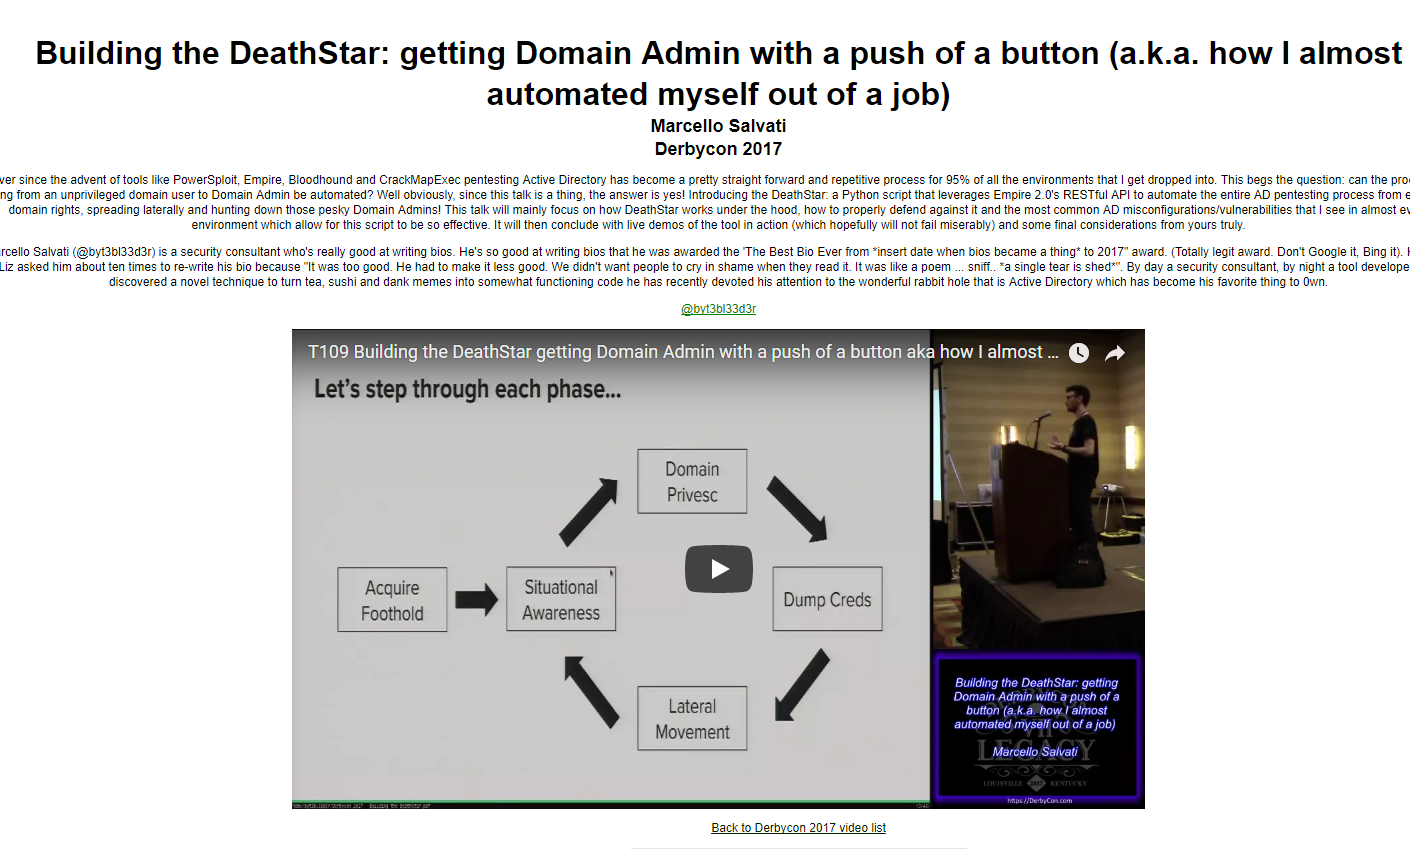 Building the DeathStar: getting Domain Admin with a push of a button (a.k.a. how I almost
automated myself out of a job)
Marcello Salvati
Derbycon 2017
ver since the advent of tools like PowerSploit, Empire, Bloodhound and CrackMapExec pentesting Active Directory has become a pretty straight forward and repetitive process for 95% of all the environments that I get dropped into. This begs the question: can the pro
ng from an unprivileged domain user to Domain Admin be automated? Well obviously, since this talk is a thing, the answer is yes! Introducing the DeathStar: a Python script that leverages Empire 2.0's RESTful API to automate the entire AD pentesting process from e
domain rights, spreading laterally and hunting down those pesky Domain Admins! This talk will mainly focus on how DeathStar works under the hood, how to properly defend against it and the most common AD misconfigurations/vulnerabilities that I see in almost ev
environment which allow for this script to be so effective. It will then conclude with live demos of the tool in action (which hopefully will not fail miserably) and some final considerations from yours truly.
rcello Salvati (@byt3bl33d3r) is a security consultant who's really good at writing bios. He's so good at writing bios that he was awarded the 'The Best Bio Ever from *insert date when bios became a thing* to 2017" award. (Totally legit award. Don't Google it, Bing it). H
Liz asked him about ten times to re-write his bio because "It was too good. He had to make it less good. We didn't want people to cry in shame when they read it. It was like a poem ... sniff.. *a single tear is shed*". By day a security consultant, by night a tool develope
discovered a novel technique to turn tea, sushi and dank memes into somewhat functioning code he has recently devoted his attention to the wonderful rabbit hole that is Active Directory which has become his favorite thing to 0wn.
@byt3bl33d3r
T109 Building the DeathStar getting Domain Admin with a push of a button aka how I almost ...
Let's step through each phase...
Domain
Privesc
Acquire
Foothold
Situational
Awareness
Dump Creds
Lateral
Movement
Building the DeathStar: getting
Domain Admin with a push of a
button (a.k.a. how I almost
automated myself out of a job)
Marcello Salvati
LEGACY
LOUISVILLE
KENTUCKY
https://DerbyCon.com
Back to Derbycon 2017 video list